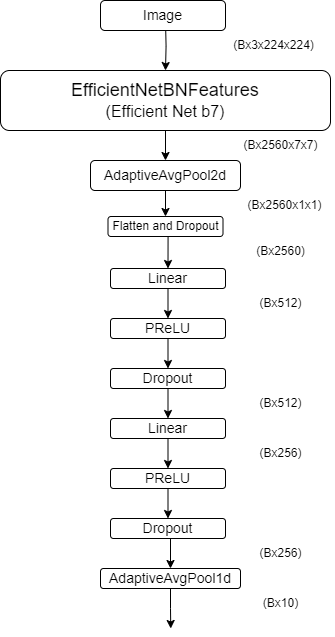 Image
(Bx3x224x224)
EfficientNetBNFeatures
(Efficient Net b7)
(Bx2560x7x7)
AdaptiveAvgPool2d
(Bx2560x1x1)
Flatten and Dropout
(Bx2560)
Linear
(Bx512)
PReLU
Dropout
(Bx512)
Linear
(Bx256)
PReLU
Dropout
(Bx256)
AdaptiveAvgPool1d
(Bx10)